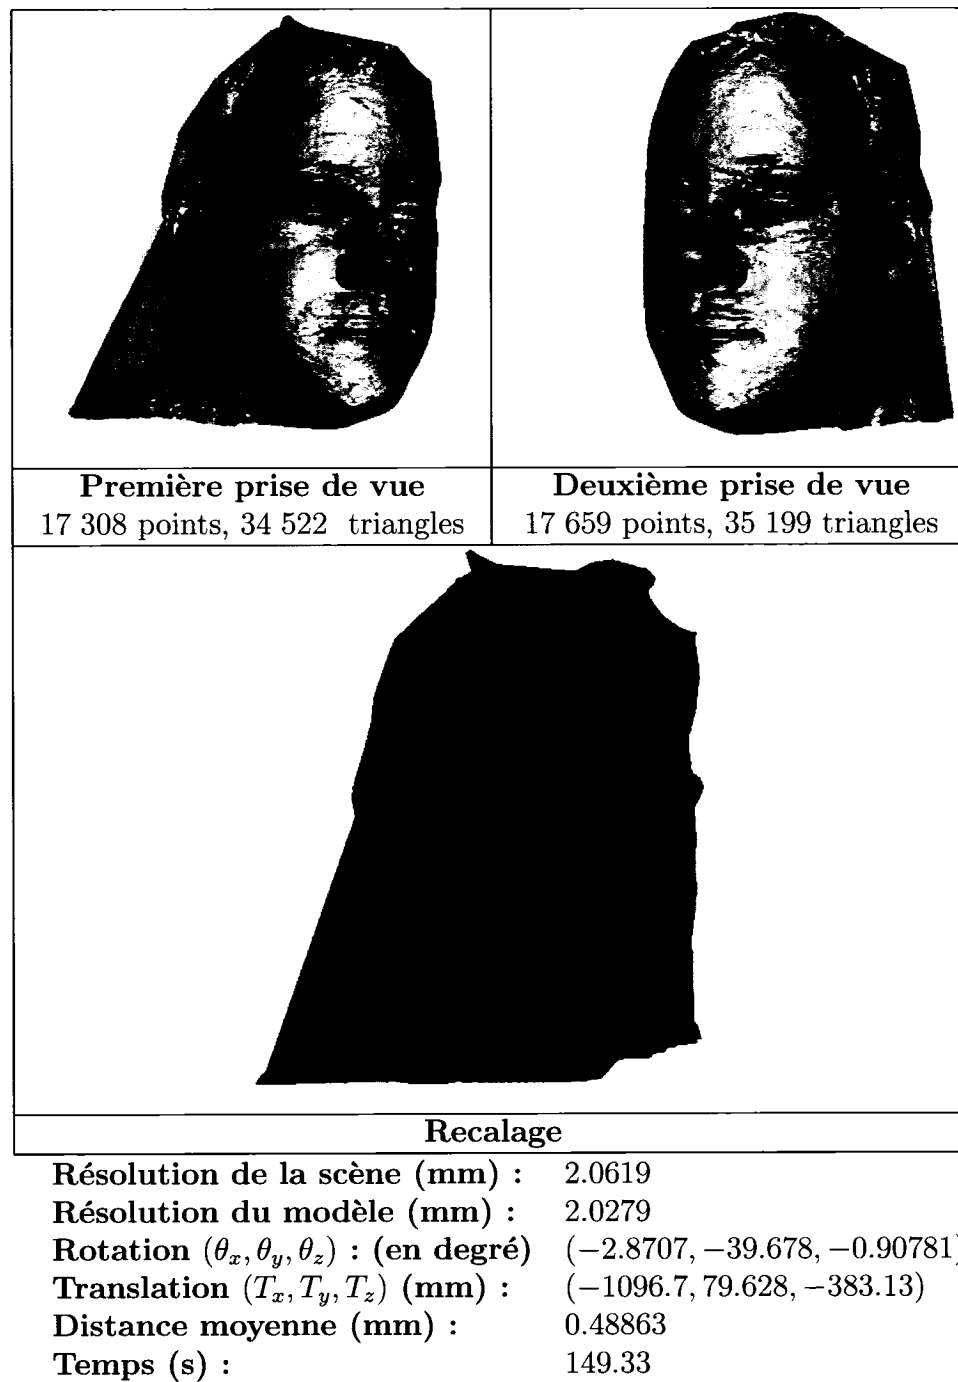 Première prise de vue
17 308 points, 34 522 triangles
Deuxième prise de vue
17 659 points, 35 199 triangles
Recalage
Résolution de la scène (mm) : 2.0619
Résolution du modèle (mm) : 2.0279
Rotation (θx, θy, θz) : (en degré) (−2.8707, −39.678, −0.90781)
Translation (Tx, Ty, Tz) (mm) : (−1096.7, 79.628, −383.13)
Distance moyenne (mm) : 0.48863
Temps (s) : 149.33